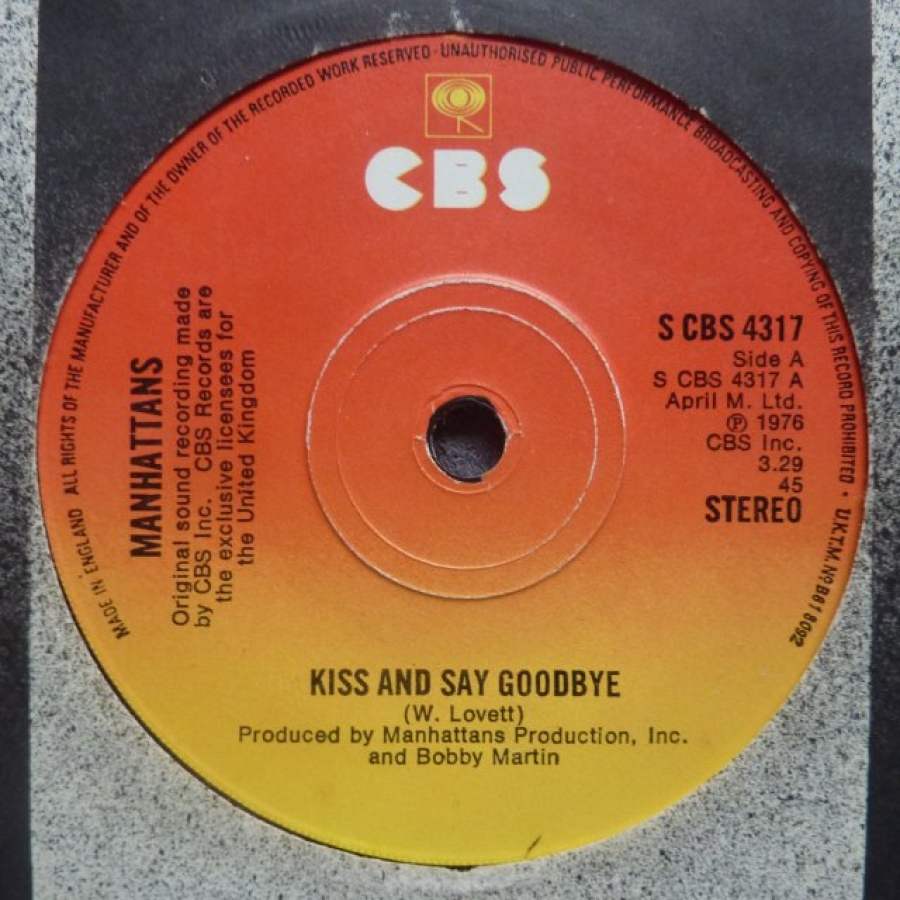 MADE IN ENGLAND ALL RIGHTS OF THE MANUFACTURER AND OF THE OWNER OF THE RECORDED WORK RESERVED · UNAUTHORISED PUBLIC PERFORMANCE BROADCASTING AND COPYING OF THIS RECORD PROHIBITED · U.K.T.M. Nº B618092
CBS
MANHATTANS
Original sound recording made
by CBS Inc. CBS Records are
the exclusive licensees for
the United Kingdom
S CBS 4317
Side A
S CBS 4317 A
April M. Ltd.
℗ 1976
CBS Inc.
3.29
45
STEREO
KISS AND SAY GOODBYE
(W. Lovett)
Produced by Manhattans Production, Inc.
and Bobby Martin